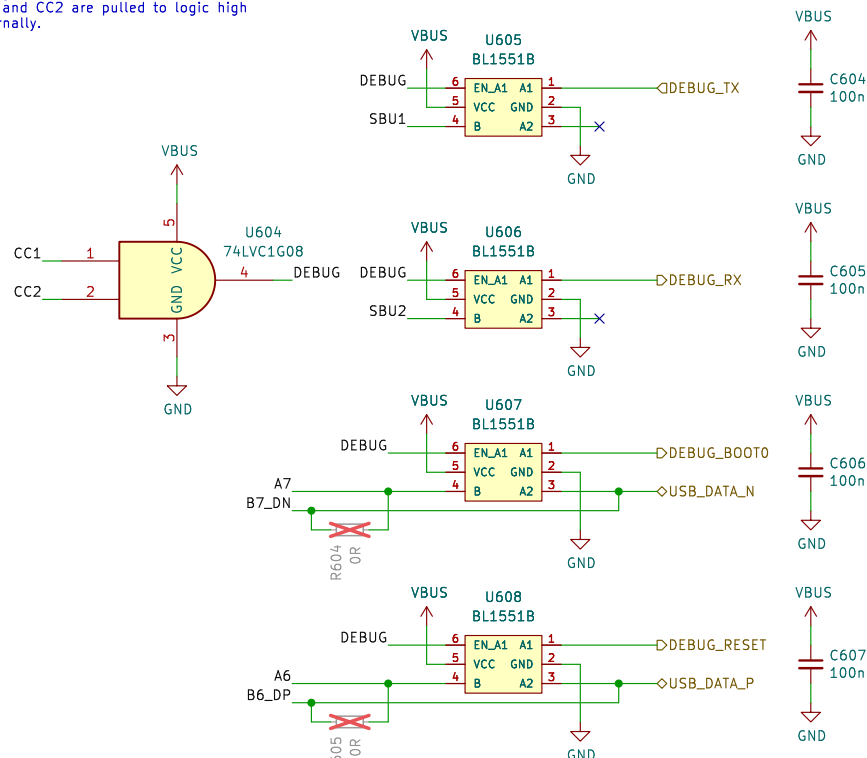 and CC2 are pulled to logic high
rnally.
VBUS
5
U604
74LVC1G08
CC1
1
VCC
4
DEBUG
CC2
2
GND
3
GND
VBUS
U605
BL1551B
DEBUG
6
EN_A1
A1
1
DEBUG_TX
5
VCC
GND
2
SBU1
4
B
A2
3
GND
VBUS
C604
100n
GND
VBUS
U606
BL1551B
DEBUG
6
EN_A1
A1
1
DEBUG_RX
5
VCC
GND
2
SBU2
4
B
A2
3
GND
VBUS
C605
100n
GND
VBUS
U607
BL1551B
DEBUG
6
EN_A1
A1
1
DEBUG_BOOT0
5
VCC
GND
2
A7
4
B
A2
3
USB_DATA_N
B7_DN
R604
0R
GND
VBUS
C606
100n
GND
VBUS
U608
BL1551B
DEBUG
6
EN_A1
A1
1
DEBUG_RESET
5
VCC
GND
2
A6
4
B
A2
3
USB_DATA_P
B6_DP
605
0R
GND
VBUS
C607
100n
GND